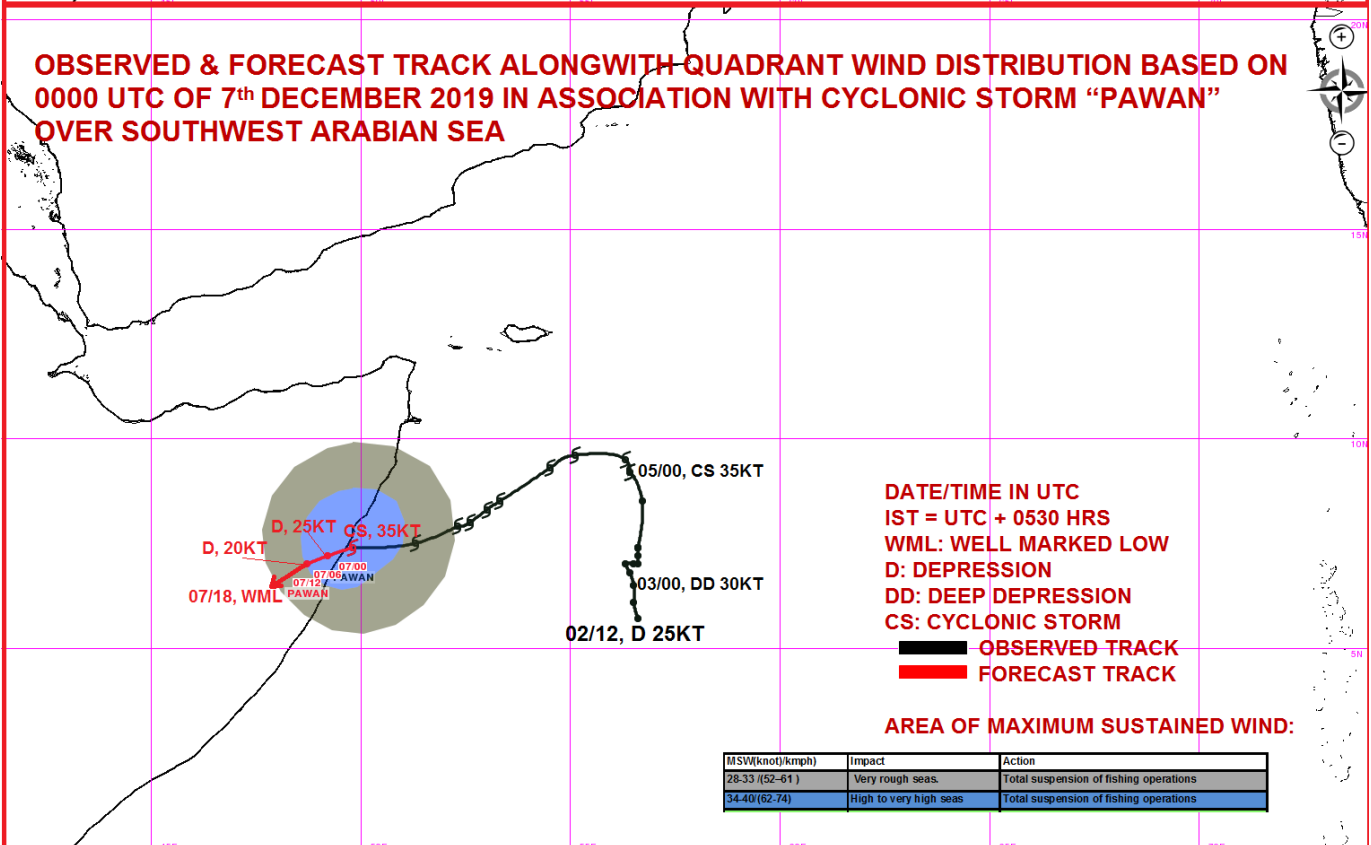 OBSERVED & FORECAST TRACK ALONGWITH QUADRANT WIND DISTRIBUTION BASED ON
0000 UTC OF 7th DECEMBER 2019 IN ASSOCIATION WITH CYCLONIC STORM “PAWAN”
OVER SOUTHWEST ARABIAN SEA
20N
+
-
15N
10N
05/00, CS 35KT
D, 25KT
CS, 35KT
D, 20KT
07/00
PAWAN
07/06
07/12
PAWAN
07/18, WML
03/00, DD 30KT
02/12, D 25KT
5N
DATE/TIME IN UTC
IST = UTC + 0530 HRS
WML: WELL MARKED LOW
D: DEPRESSION
DD: DEEP DEPRESSION
CS: CYCLONIC STORM
OBSERVED TRACK
FORECAST TRACK
AREA OF MAXIMUM SUSTAINED WIND:
MSW(knot)/kmph) Impact Action
28-33 /(52–61 ) Very rough seas. Total suspension of fishing operations
34-40/(62-74) High to very high seas Total suspension of fishing operations